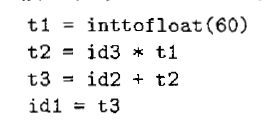 t1 = inttofloat(60)
t2 = id3 * t1
t3 = id2 + t2
id1 = t3